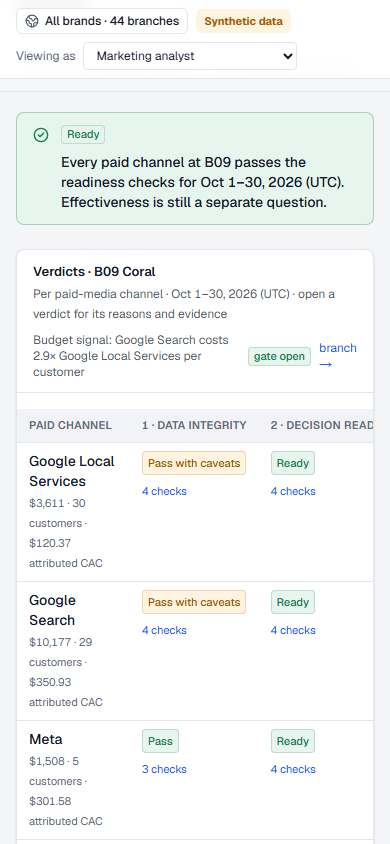 All brands · 44 branches
Synthetic data
Viewing as
Marketing analyst
Ready
Every paid channel at B09 passes the
readiness checks for Oct 1–30, 2026 (UTC).
Effectiveness is still a separate question.
Verdicts · B09 Coral
Per paid-media channel · Oct 1–30, 2026 (UTC) · open a
verdict for its reasons and evidence
Budget signal: Google Search costs
2.9× Google Local Services per
customer
gate open
branch
→
PAID CHANNEL
1 · DATA INTEGRITY
2 · DECISION READ
Google Local
Services
$3,611 · 30
customers ·
$120.37
attributed CAC
Pass with caveats
4 checks
Ready
4 checks
Google
Search
$10,177 · 29
customers ·
$350.93
attributed CAC
Pass with caveats
4 checks
Ready
4 checks
Meta
$1,508 · 5
customers ·
$301.58
attributed CAC
Pass
3 checks
Ready
4 checks